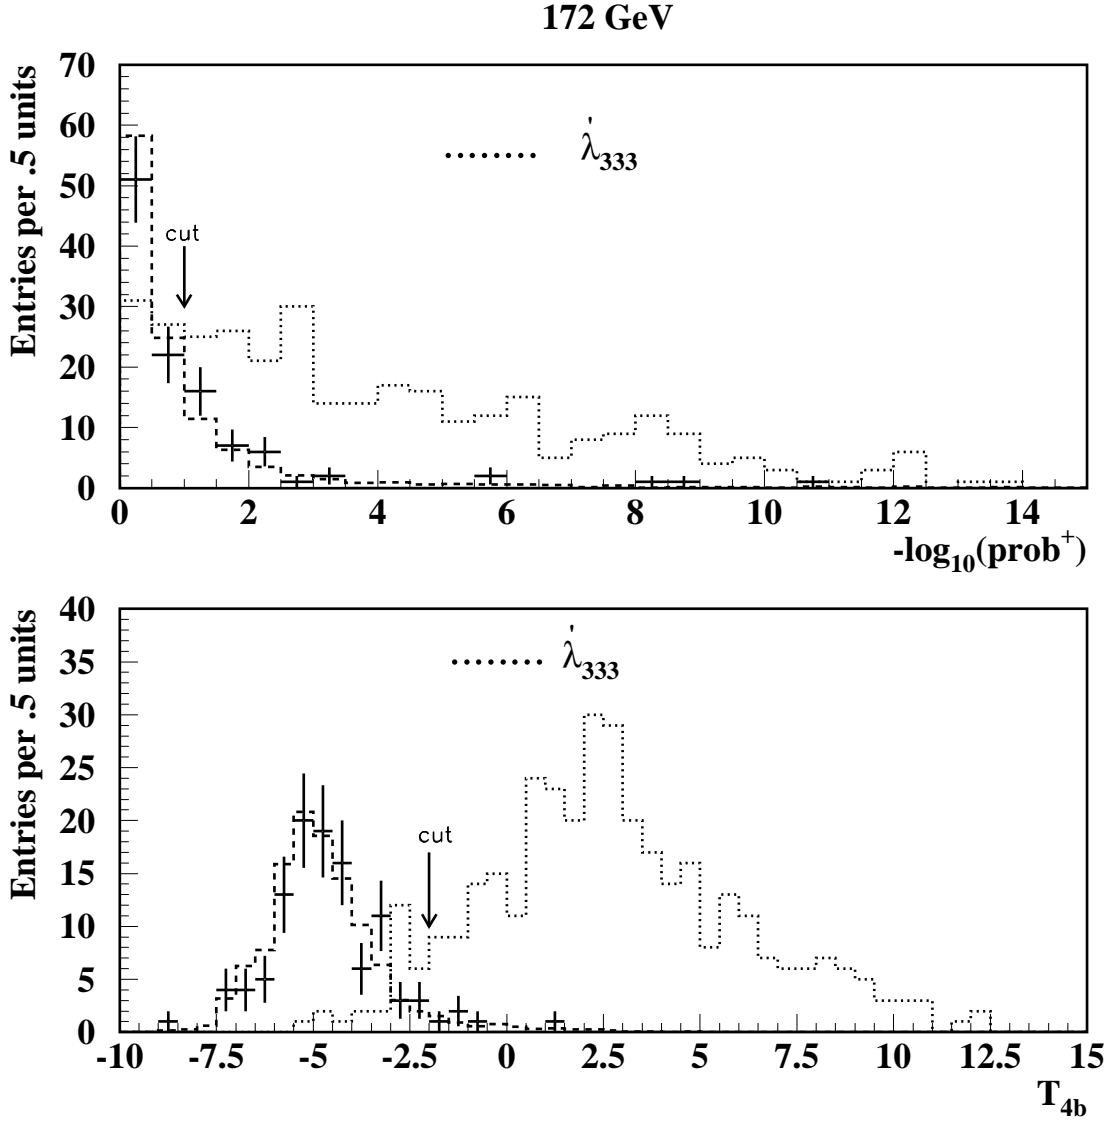 172 GeV
Entries per .5 units
70
60
50
40
30
20
10
0
λ̇₃₃₃
cut
0 2 4 6 8 10 12 14
-log₁₀(prob⁺)
Entries per .5 units
40
35
30
25
20
15
10
5
0
λ̇₃₃₃
cut
-10 -7.5 -5 -2.5 0 2.5 5 7.5 10 12.5 15
T₄b